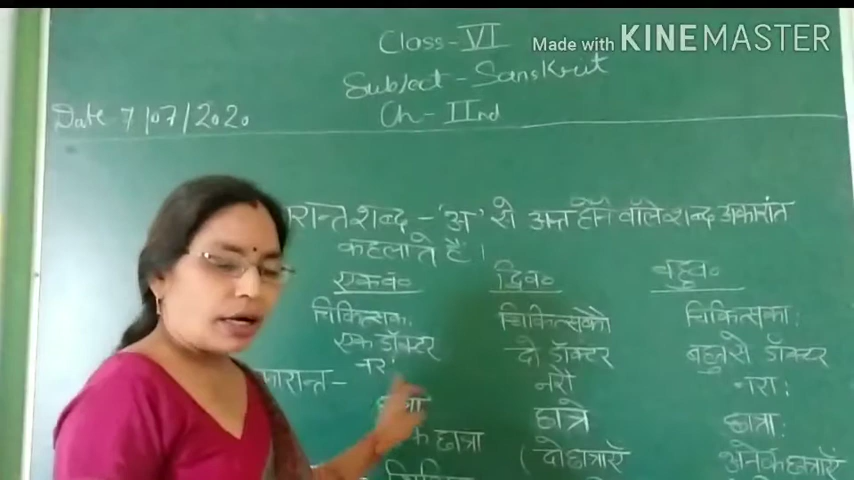 Class-VI
Made with KINEMASTER
Subject - Sanskrit
Date 7/07/2020
Ch-IInd
रान्त शब्द - 'अ' से अन्त होने वाले शब्द अकारांत
कहलाते हैं।
एकव० द्विव० बहुव०
चिकित्सक: चिकित्सकौ चिकित्सका:
एक डॉक्टर दो डॉक्टर बहुत से डॉक्टर
नर: नरौ नरा:
कारान्त-
छात्रा छात्रे छात्रा:
क छात्रा (दो छात्राएँ अनेक छात्राएँ